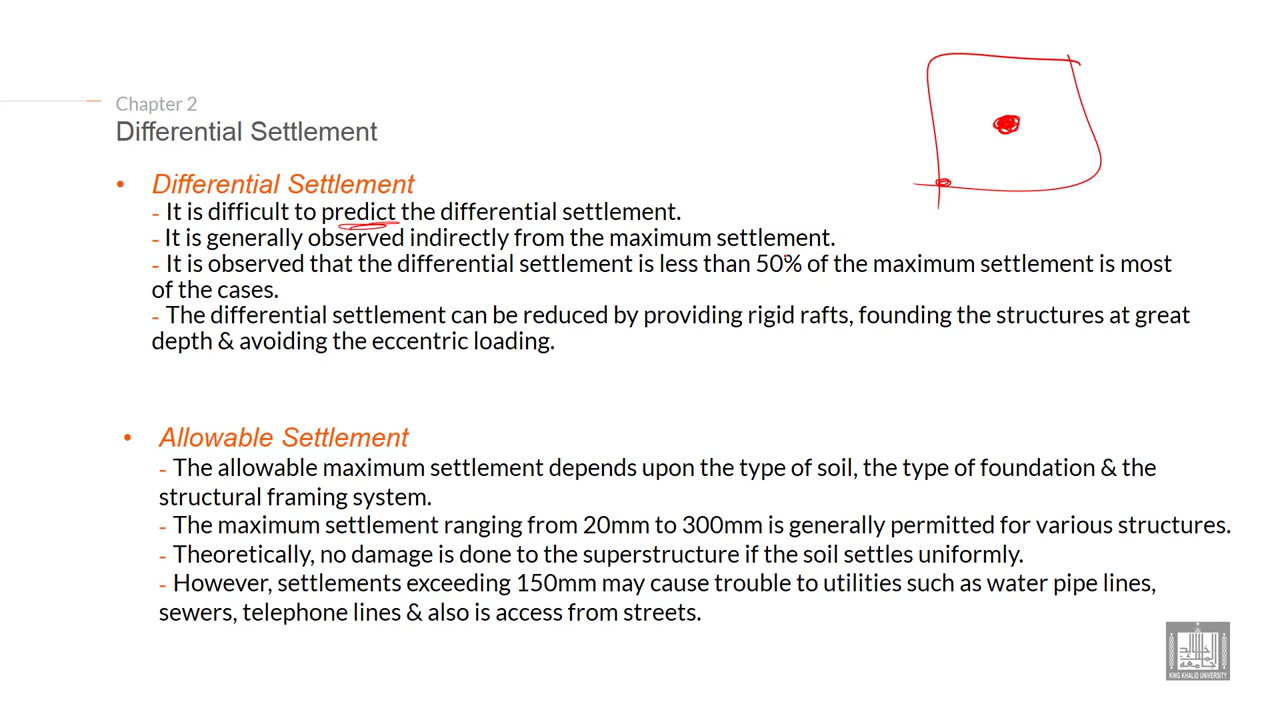 Chapter 2
Differential Settlement
• Differential Settlement
- It is difficult to predict the differential settlement.
- It is generally observed indirectly from the maximum settlement.
- It is observed that the differential settlement is less than 50% of the maximum settlement is most
of the cases.
- The differential settlement can be reduced by providing rigid rafts, founding the structures at great
depth & avoiding the eccentric loading.
• Allowable Settlement
- The allowable maximum settlement depends upon the type of soil, the type of foundation & the
structural framing system.
- The maximum settlement ranging from 20mm to 300mm is generally permitted for various structures.
- Theoretically, no damage is done to the superstructure if the soil settles uniformly.
- However, settlements exceeding 150mm may cause trouble to utilities such as water pipe lines,
sewers, telephone lines & also is access from streets.
KING KHALID UNIVERSITY